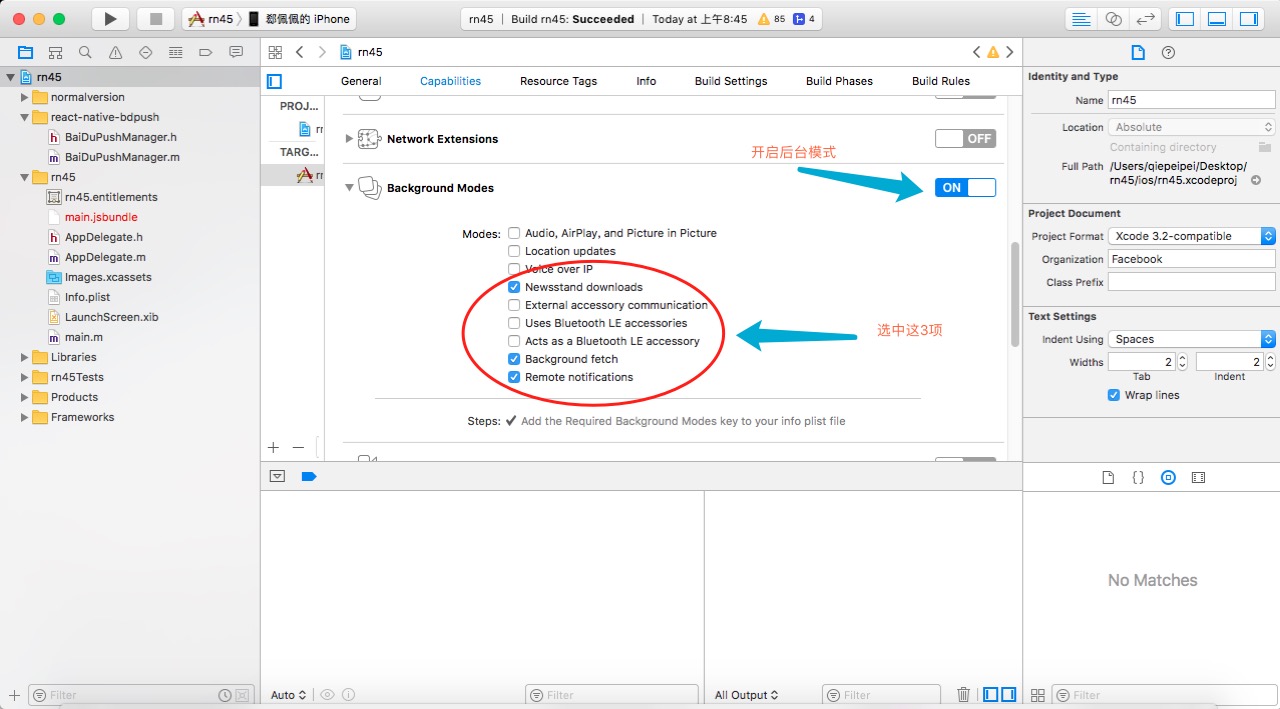 rn45 〉 郄佩佩的 iPhone
rn45 | Build rn45: Succeeded | Today at 上午8:45 85 4
rn45
normalversion
react-native-bdpush
BaiDuPushManager.h
BaiDuPushManager.m
rn45
rn45.entitlements
main.jsbundle
AppDelegate.h
AppDelegate.m
Images.xcassets
Info.plist
LaunchScreen.xib
main.m
Libraries
rn45Tests
Products
Frameworks
Filter
rn45
General Capabilities Resource Tags Info Build Settings Build Phases Build Rules
PROJ...
TARG...
Network Extensions OFF
开启后台模式
Background Modes ON
Modes: Audio, AirPlay, and Picture in Picture
Location updates
Voice over IP
Newsstand downloads
External accessory communication
Uses Bluetooth LE accessories
Acts as a Bluetooth LE accessory
Background fetch
Remote notifications
选中这3项
Steps: ✔ Add the Required Background Modes key to your info plist file
Auto
Filter
All Output
Filter
Identity and Type
Name rn45
Location Absolute
Containing directory
Full Path /Users/qiepeipei/Desktop/
rn45/ios/rn45.xcodeproj
Project Document
Project Format Xcode 3.2-compatible
Organization Facebook
Class Prefix
Text Settings
Indent Using Spaces
Widths 2 2
Tab Indent
Wrap lines
No Matches
Filter